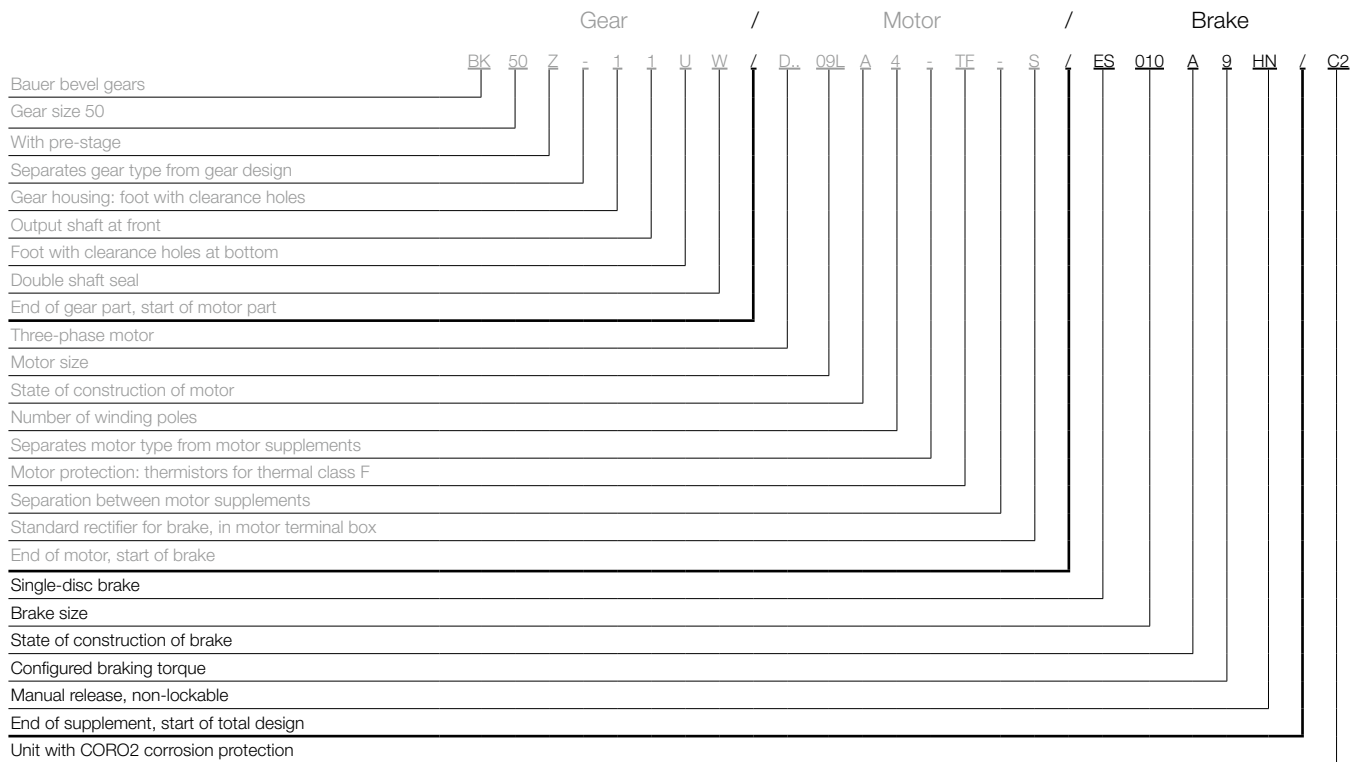 Gear / Motor / Brake
BK 50 Z - 1 1 U W / D.. 09L A 4 - TF - S / ES 010 A 9 HN / C2
Bauer bevel gears
Gear size 50
With pre-stage
Separates gear type from gear design
Gear housing: foot with clearance holes
Output shaft at front
Foot with clearance holes at bottom
Double shaft seal
End of gear part, start of motor part
Three-phase motor
Motor size
State of construction of motor
Number of winding poles
Separates motor type from motor supplements
Motor protection: thermistors for thermal class F
Separation between motor supplements
Standard rectifier for brake, in motor terminal box
End of motor, start of brake
Single-disc brake
Brake size
State of construction of brake
Configured braking torque
Manual release, non-lockable
End of supplement, start of total design
Unit with CORO2 corrosion protection